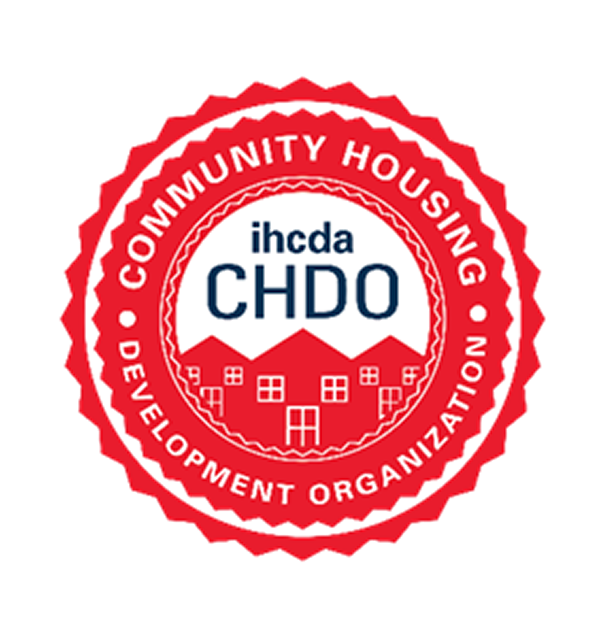 COMMUNITY HOUSING
ihcda
CHDO
DEVELOPMENT ORGANIZATION